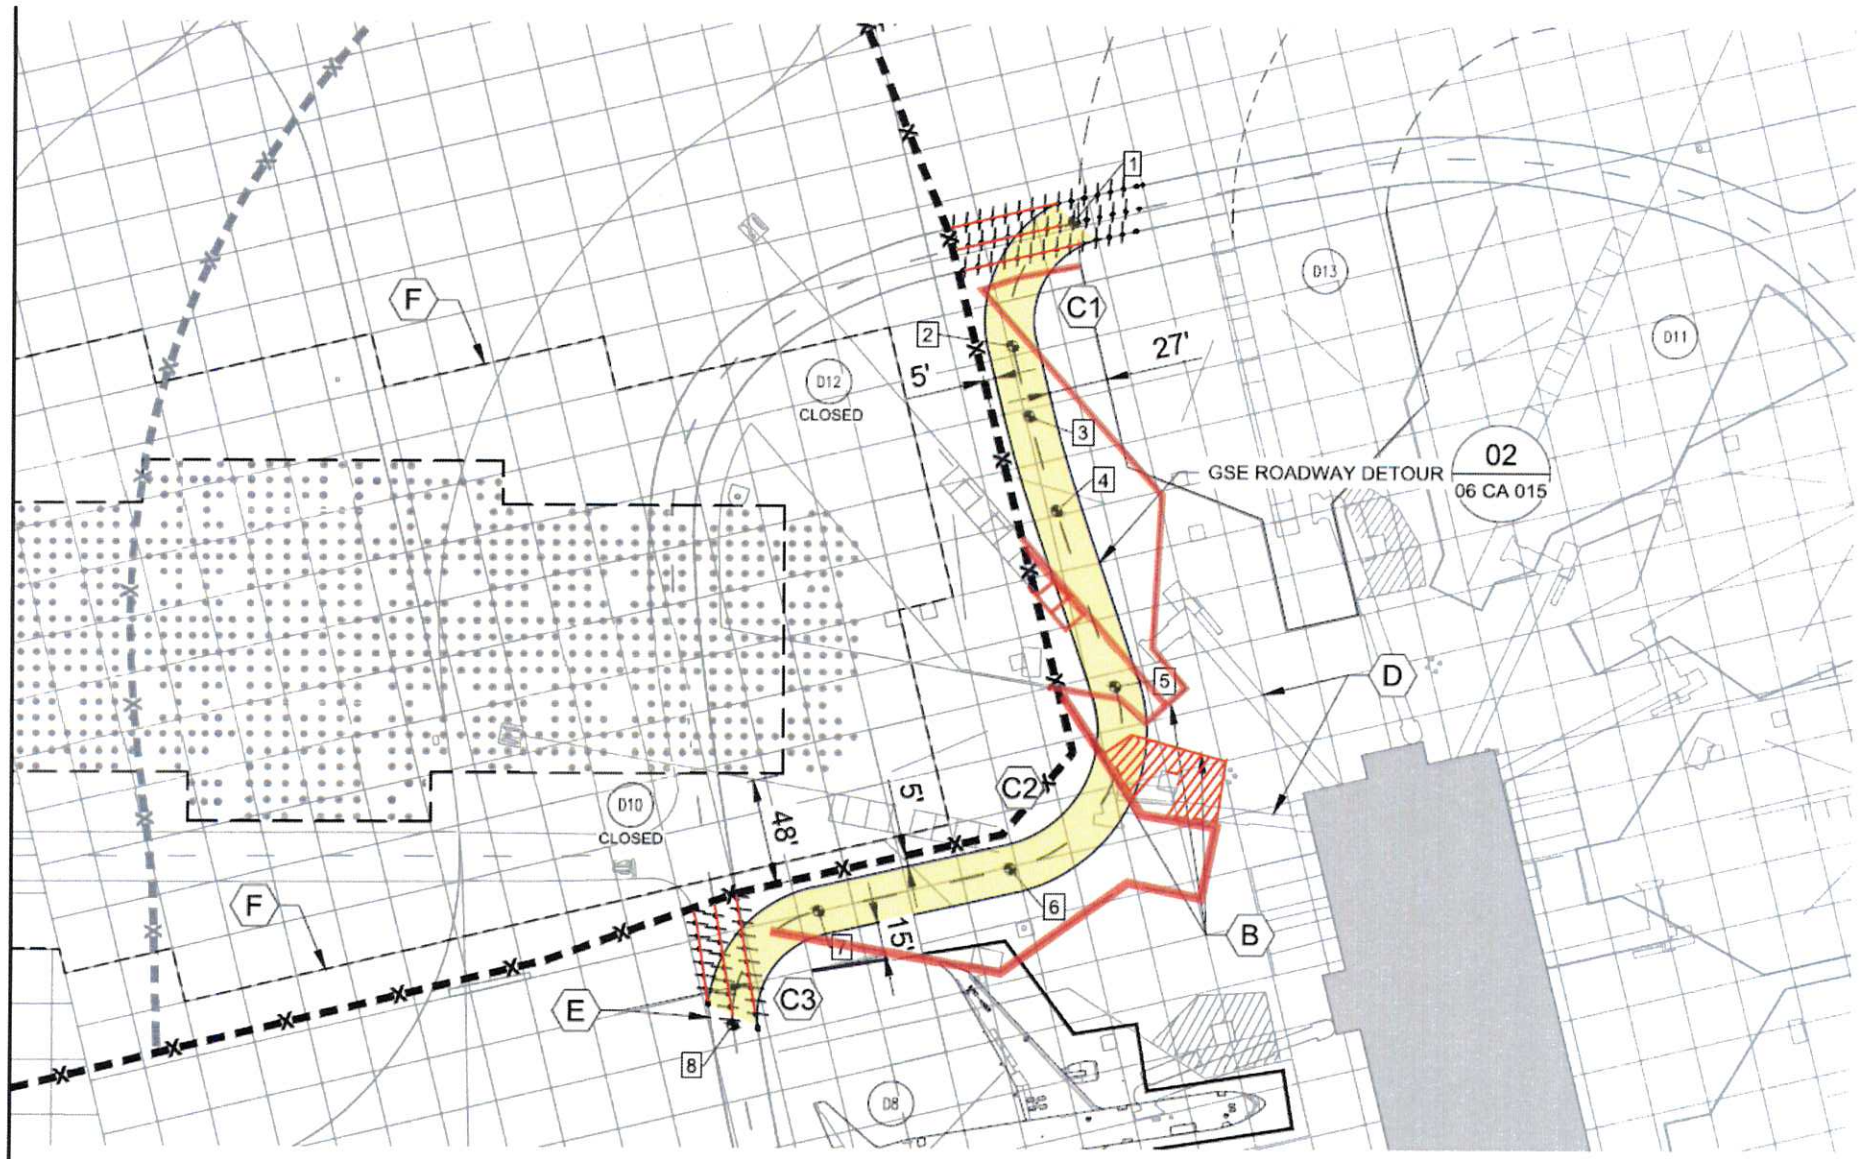 1
F
C1
D13
2
27'
D11
5'
D12
CLOSED
3
GSE ROADWAY DETOUR
02
06 CA 015
4
5
D
C2
5'
D10
CLOSED
48'
F
6
B
15'
7
E
C3
8
D8